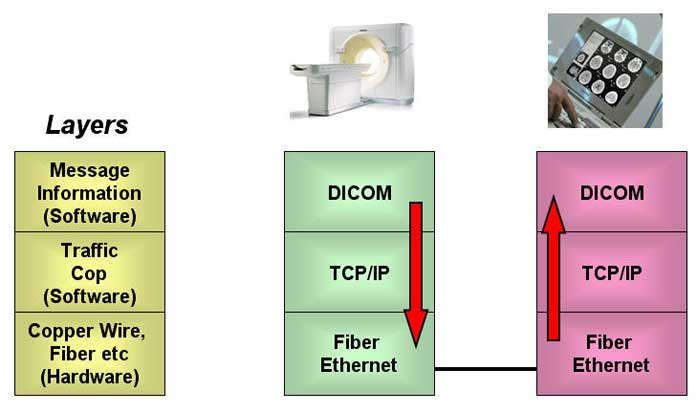 Layers
Message
Information
(Software)
Traffic
Cop
(Software)
Copper Wire,
Fiber etc
(Hardware)
DICOM
TCP/IP
Fiber
Ethernet
DICOM
TCP/IP
Fiber
Ethernet